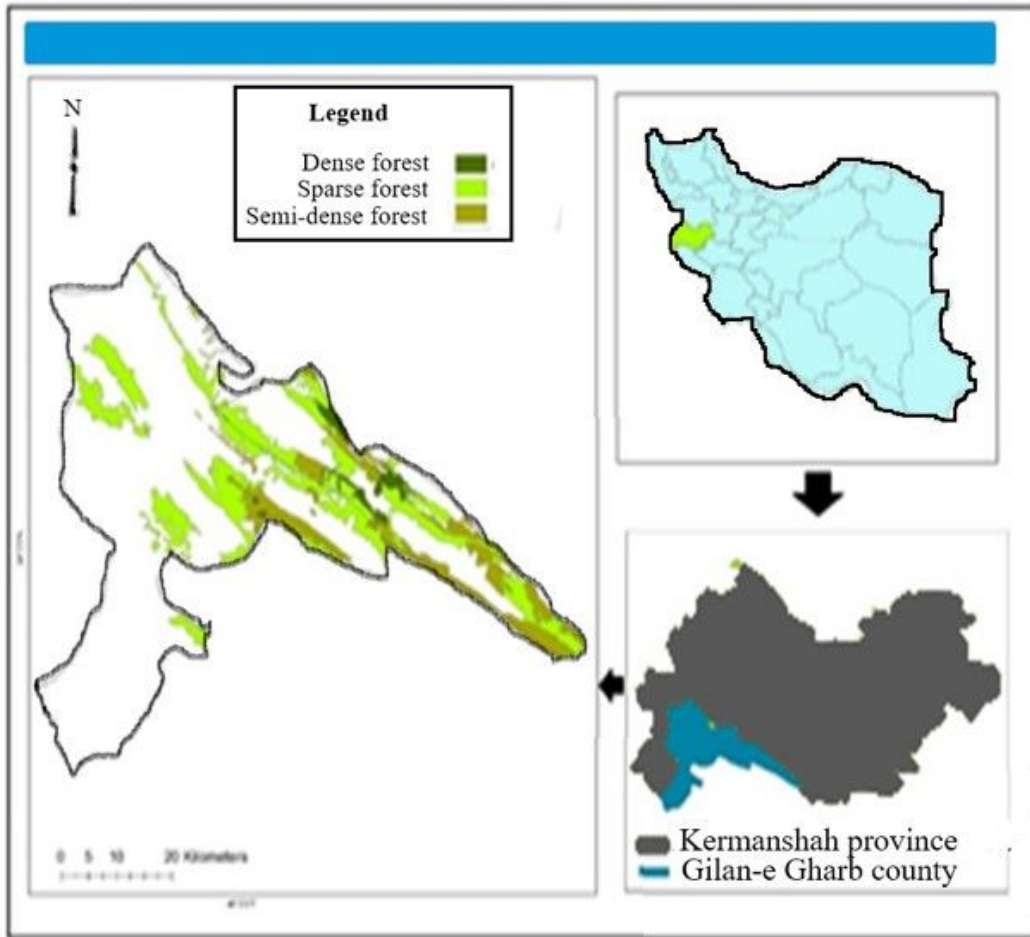 N
Legend
Dense forest
Sparse forest
Semi-dense forest
0 5 10 20 Kilometers
Kermanshah province
Gilan-e Gharb county